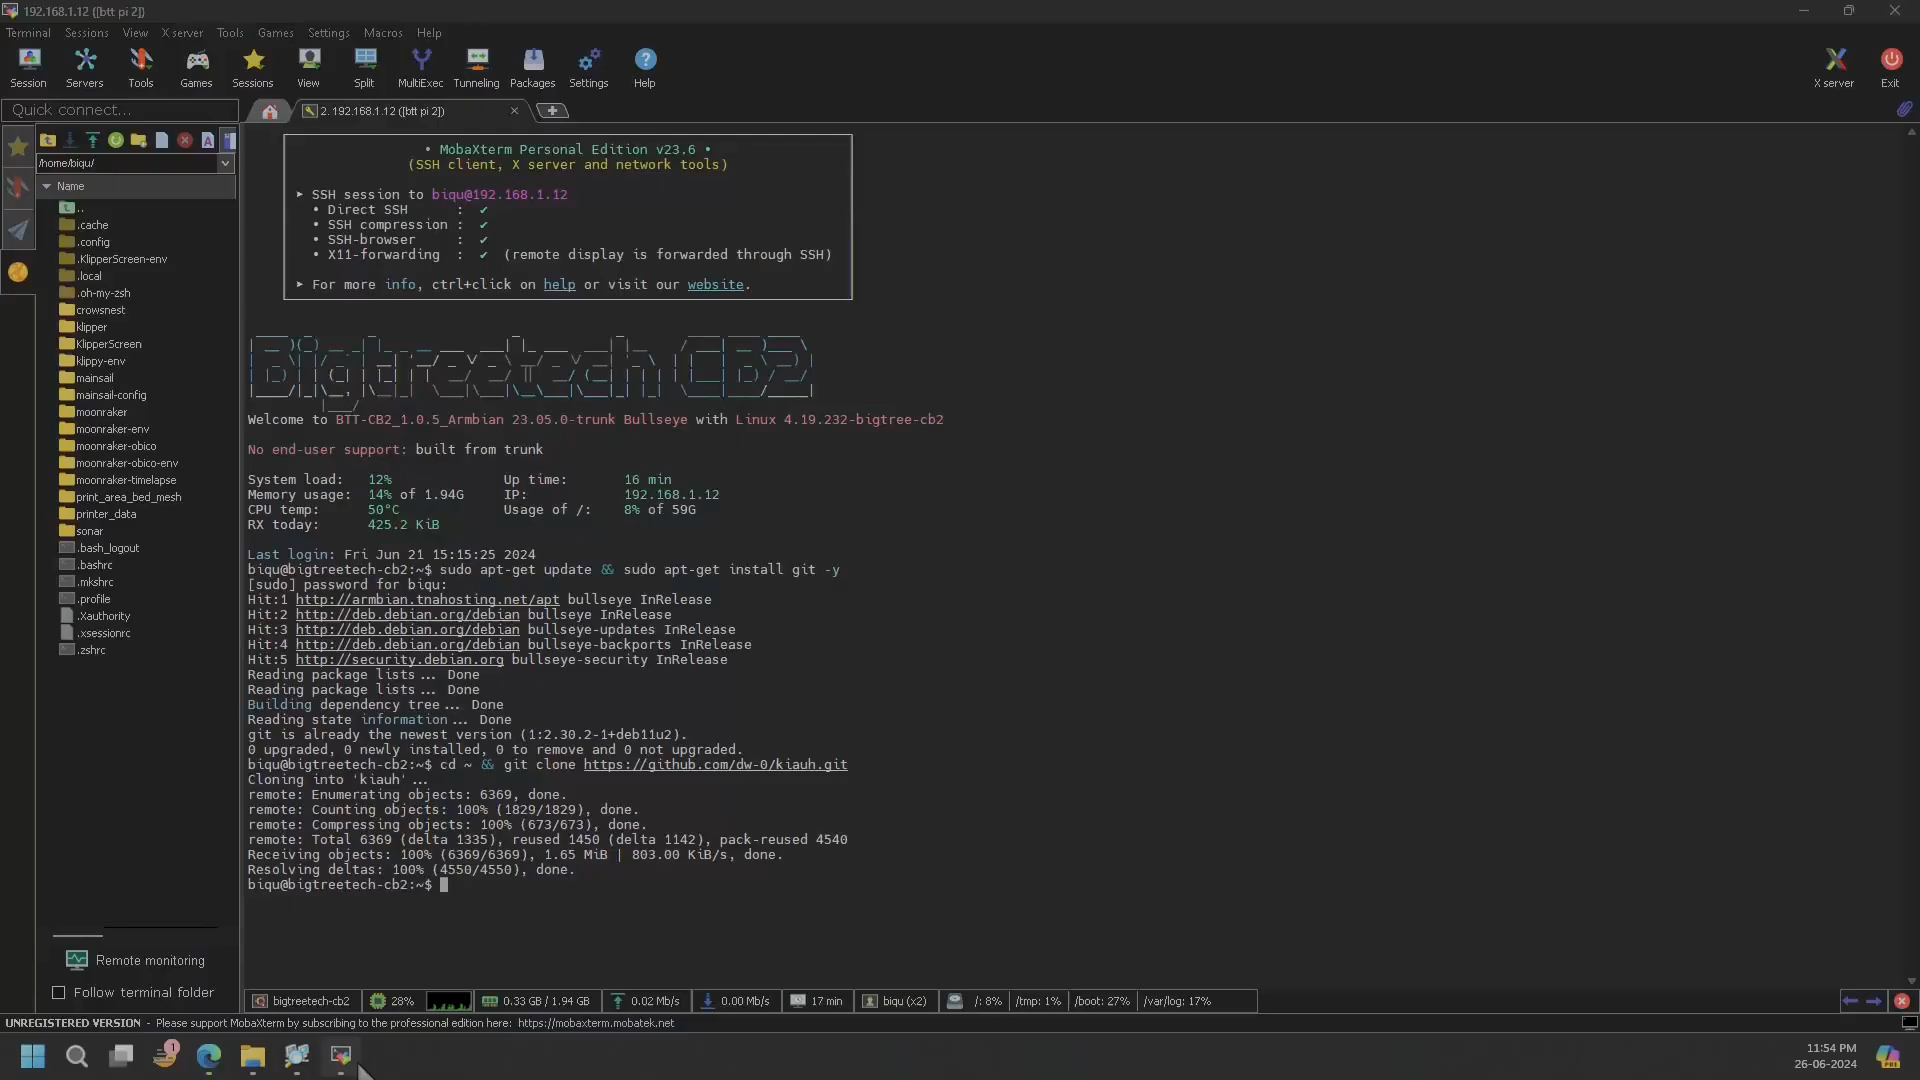 192.168.1.12 ([btt pi 2])
Terminal Sessions View X server Tools Games Settings Macros Help
Session Servers Tools Games Sessions View Split MultiExec Tunneling Packages Settings Help X server Exit
Quick connect...
2. 192.168.1.12 ([btt pi 2])
/home/biqu/
Name
..
.cache
.config
.KlipperScreen-env
.local
.oh-my-zsh
crowsnest
klipper
KlipperScreen
klippy-env
mainsail
mainsail-config
moonraker
moonraker-env
moonraker-obico
moonraker-obico-env
moonraker-timelapse
print_area_bed_mesh
printer_data
sonar
.bash_logout
.bashrc
.mkshrc
.profile
.Xauthority
.xsessionrc
.zshrc
Remote monitoring
Follow terminal folder
• MobaXterm Personal Edition v23.6 •
(SSH client, X server and network tools)
➤ SSH session to biqu@192.168.1.12
• Direct SSH : ✔
• SSH compression : ✔
• SSH-browser : ✔
• X11-forwarding : ✔ (remote display is forwarded through SSH)
➤ For more info, ctrl+click on help or visit our website.
Bigtreetech CB2
Welcome to BTT-CB2_1.0.5_Armbian 23.05.0-trunk Bullseye with Linux 4.19.232-bigtree-cb2
No end-user support: built from trunk
System load: 12% Up time: 16 min
Memory usage: 14% of 1.94G IP: 192.168.1.12
CPU temp: 50°C Usage of /: 8% of 59G
RX today: 425.2 KiB
Last login: Fri Jun 21 15:15:25 2024
biqu@bigtreetech-cb2:~$ sudo apt-get update && sudo apt-get install git -y
[sudo] password for biqu:
Hit:1 http://armbian.tnahosting.net/apt bullseye InRelease
Hit:2 http://deb.debian.org/debian bullseye InRelease
Hit:3 http://deb.debian.org/debian bullseye-updates InRelease
Hit:4 http://deb.debian.org/debian bullseye-backports InRelease
Hit:5 http://security.debian.org bullseye-security InRelease
Reading package lists... Done
Reading package lists... Done
Building dependency tree... Done
Reading state information... Done
git is already the newest version (1:2.30.2-1+deb11u2).
0 upgraded, 0 newly installed, 0 to remove and 0 not upgraded.
biqu@bigtreetech-cb2:~$ cd ~ && git clone https://github.com/dw-0/kiauh.git
Cloning into 'kiauh'...
remote: Enumerating objects: 6369, done.
remote: Counting objects: 100% (1829/1829), done.
remote: Compressing objects: 100% (673/673), done.
remote: Total 6369 (delta 1335), reused 1450 (delta 1142), pack-reused 4540
Receiving objects: 100% (6369/6369), 1.65 MiB | 803.00 KiB/s, done.
Resolving deltas: 100% (4550/4550), done.
biqu@bigtreetech-cb2:~$
bigtreetech-cb2 28% 0.33 GB / 1.94 GB 0.02 Mb/s 0.00 Mb/s 17 min biqu (x2) /: 8% /tmp: 1% /boot: 27% /var/log: 17%
UNREGISTERED VERSION - Please support MobaXterm by subscribing to the professional edition here: https://mobaxterm.mobatek.net
1
11:54 PM
26-06-2024